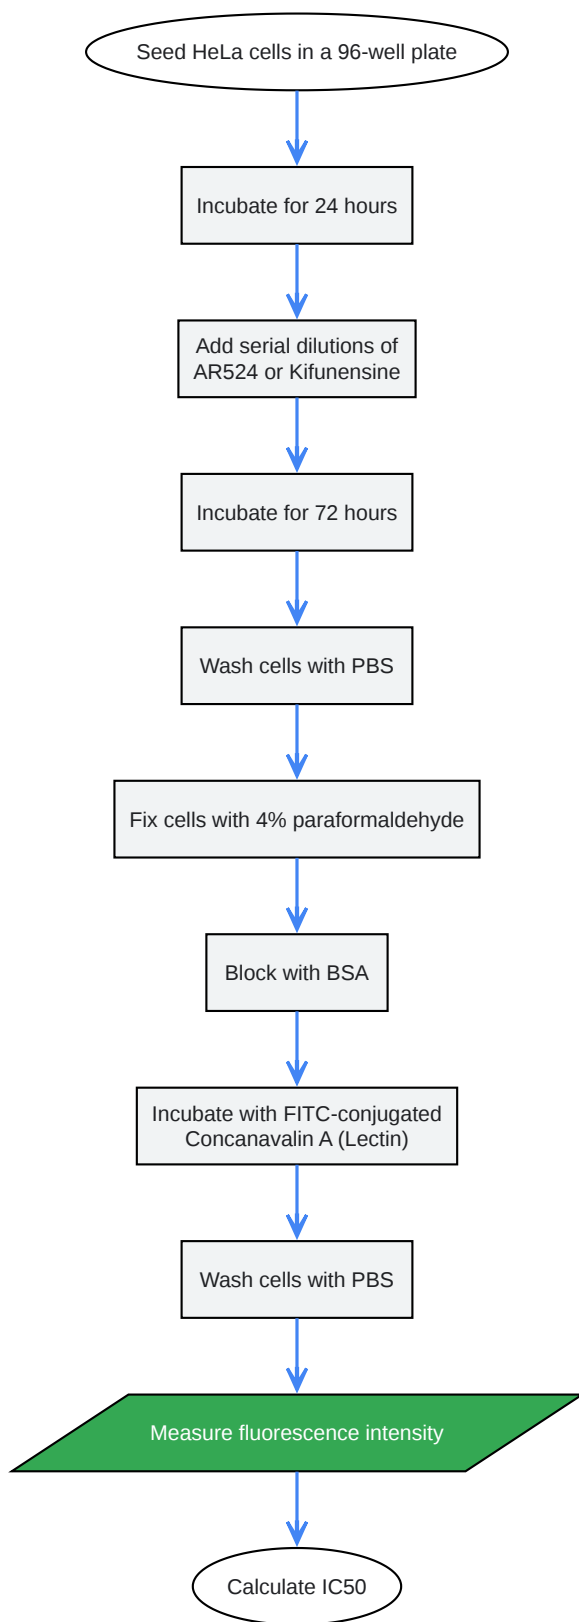 Seed HeLa cells in a 96-well plate
Incubate for 24 hours
Add serial dilutions of
AR524 or Kifunensine
Incubate for 72 hours
Wash cells with PBS
Fix cells with 4% paraformaldehyde
Block with BSA
Incubate with FITC-conjugated
Concanavalin A (Lectin)
Wash cells with PBS
Measure fluorescence intensity
Calculate IC50